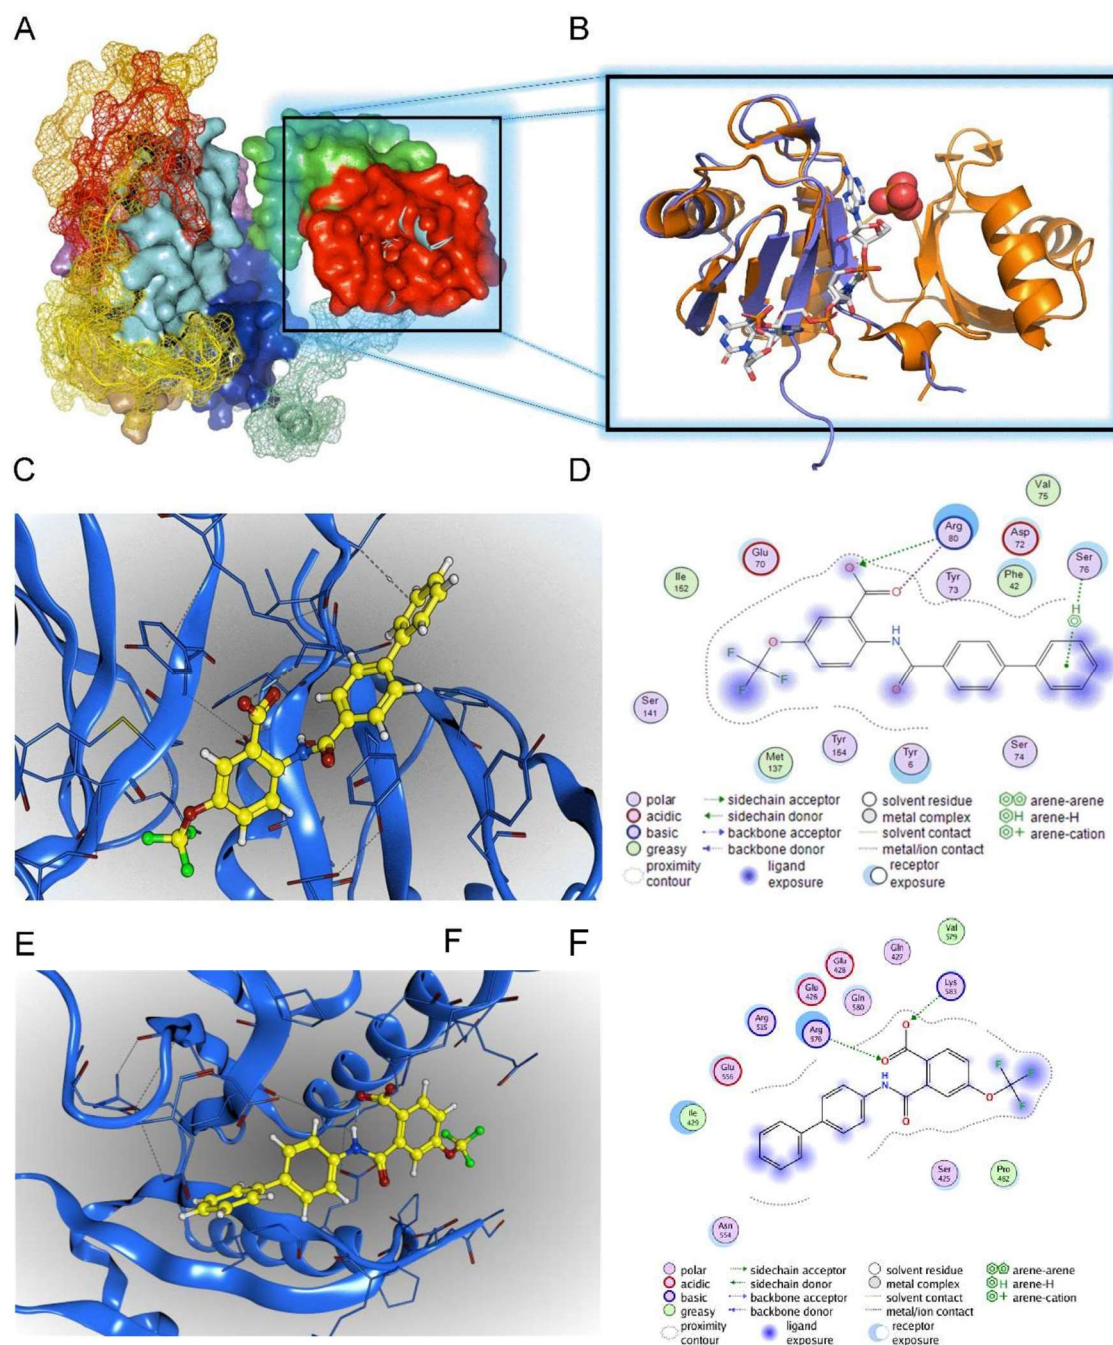 A
B
C
D
Val
75
Arg
80
Asp
72
Ser
76
Glu
70
Ile
152
Tyr
73
Phe
42
H
O
O
H
N
O
O
F
F
F
Ser
141
Met
137
Tyr
164
Tyr
6
Ser
74
polar
acidic
basic
greasy
proximity
contour
sidechain acceptor
sidechain donor
backbone acceptor
backbone donor
ligand
exposure
solvent residue
metal complex
solvent contact
metal/ion contact
receptor
exposure
arene-arene
H arene-H
+ arene-cation
E
F
F
Val
579
Gln
427
Glu
428
Lys
583
Glu
426
Gln
580
Arg
515
Arg
576
Glu
556
Ile
429
O
O
H
N
O
O
F
F
F
Ser
425
Pro
482
Asn
554
polar
acidic
basic
greasy
proximity
contour
sidechain acceptor
sidechain donor
backbone acceptor
backbone donor
ligand
exposure
solvent residue
metal complex
solvent contact
metal/ion contact
receptor
exposure
arene-arene
H arene-H
+ arene-cation